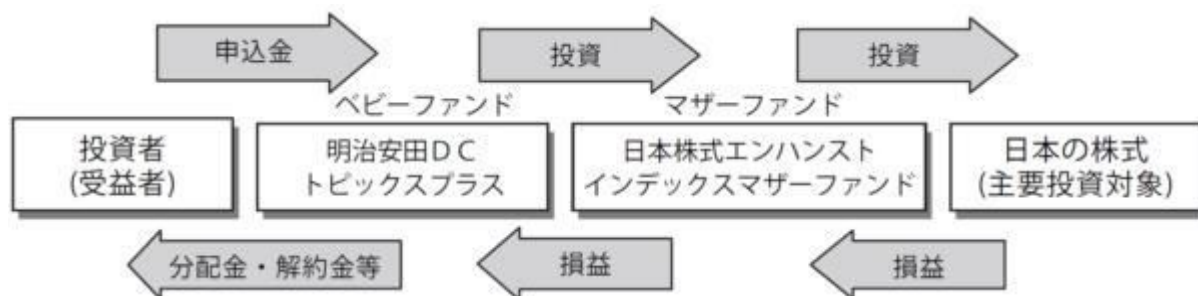 申込金
投資
投資
ベビーファンド
マザーファンド
投資者
(受益者)
明治安田DC
トピックスプラス
日本株式エンハンスト
インデックスマザーファンド
日本の株式
(主要投資対象)
分配金・解約金等
損益
損益